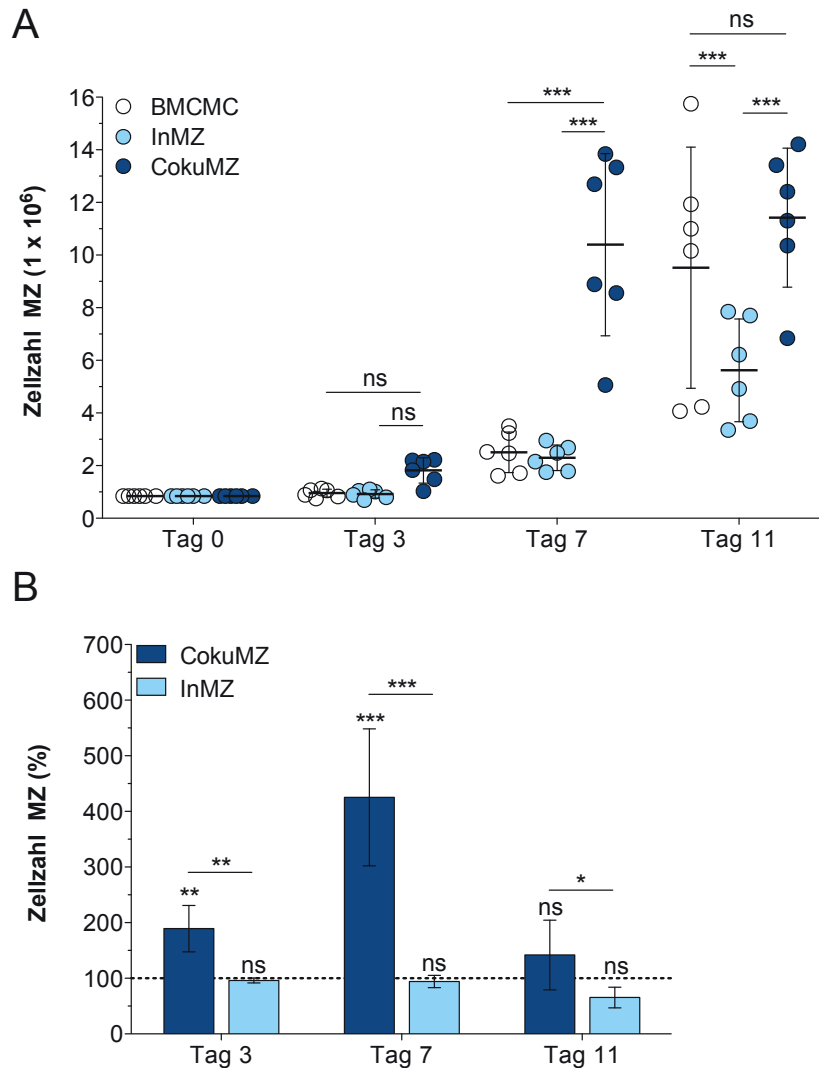 A
ns
***
***
***
***
ns
ns
BMCMC
InMZ
CokuMZ
Zellzahl MZ (1 x 10⁶)
16
14
12
10
8
6
4
2
0
Tag 0 Tag 3 Tag 7 Tag 11
B
CokuMZ
InMZ
Zellzahl MZ (%)
700
600
500
400
300
200
100
0
***
***
**
**
*
ns
ns
ns
ns
Tag 3 Tag 7 Tag 11